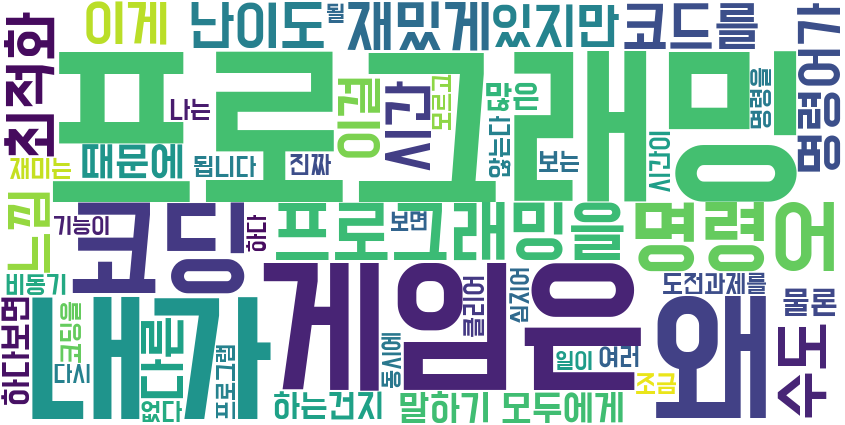 최적화
이게
난이도
될
재밌게
있지만
코드를
명령어가
프로그래밍
나는
이걸
시간
모르고
많은
않는다
명령을
재미는
때문에
됩니다
진짜
보는
시간이
느낌
기능이
코딩
하다
프로그래밍을
보면
명령어
비동기
도전과제를
물론
하다보면
코딩을
다시
내가
다른
없다
프로그램
게임은
동시에
클리어
심지어
일이
여러
왜
조금
수도
하는건지
말하기
모두에게